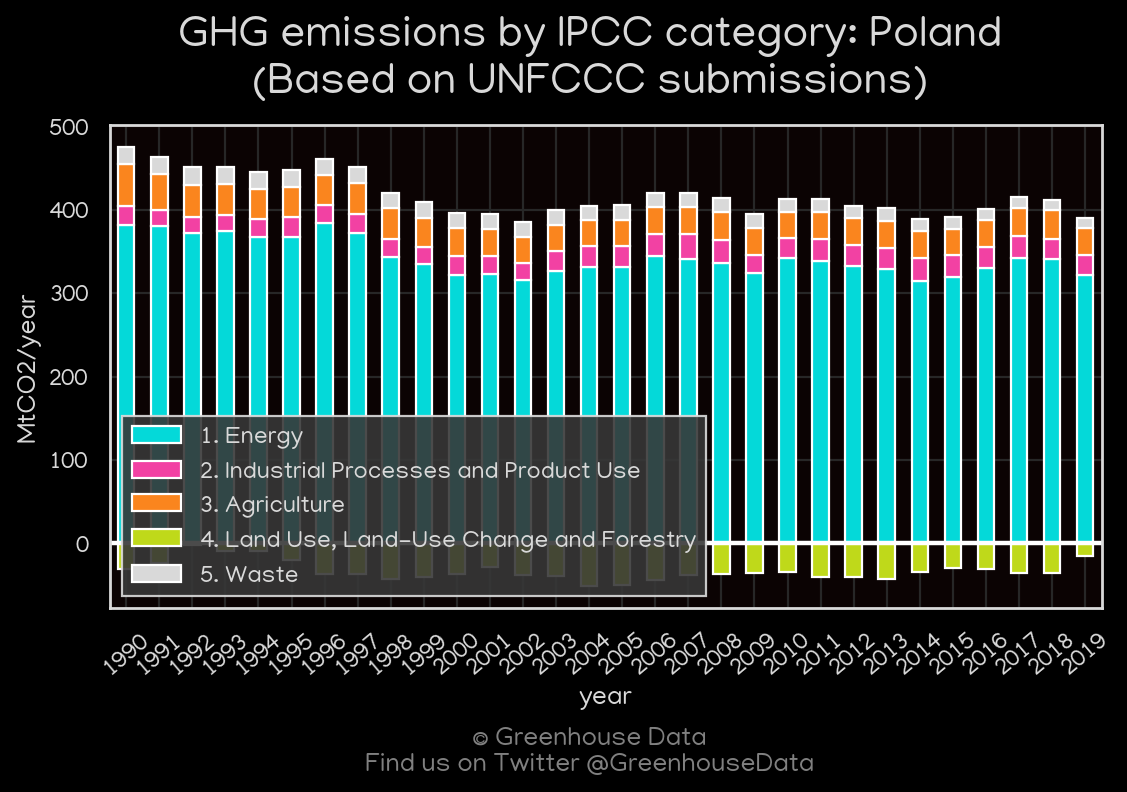 GHG emissions by IPCC category: Poland
(Based on UNFCCC submissions)
500
400
300
200
100
0
MtCO2/year
1. Energy
2. Industrial Processes and Product Use
3. Agriculture
4. Land Use, Land-Use Change and Forestry
5. Waste
1990 1991 1992 1993 1994 1995 1996 1997 1998 1999 2000 2001 2002 2003 2004 2005 2006 2007 2008 2009 2010 2011 2012 2013 2014 2015 2016 2017 2018 2019
year
© Greenhouse Data
Find us on Twitter @GreenhouseData